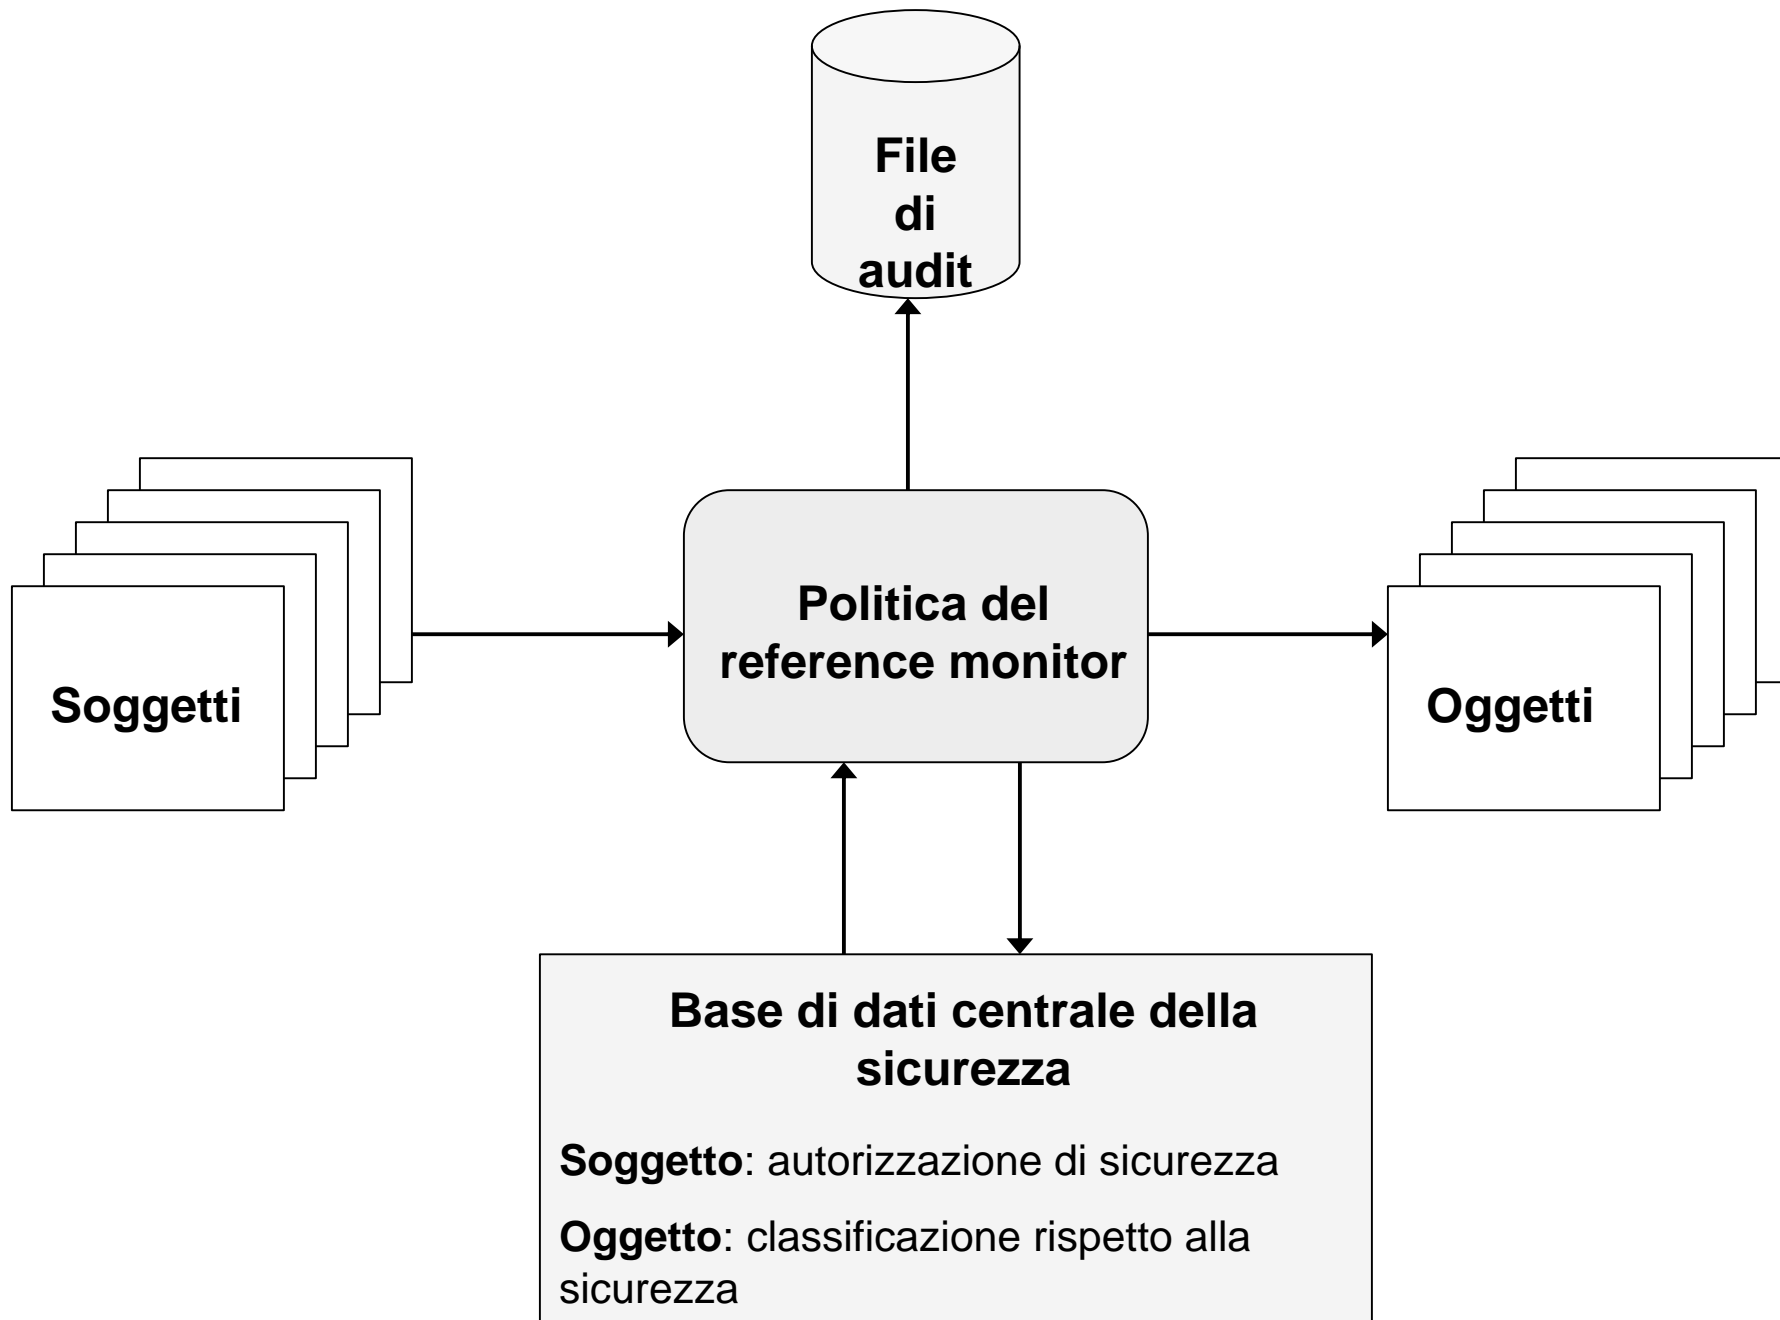 File
di
audit
Politica del
reference monitor
Soggetti
Oggetti
Base di dati centrale della
sicurezza
Soggetto: autorizzazione di sicurezza
Oggetto: classificazione rispetto alla
sicurezza